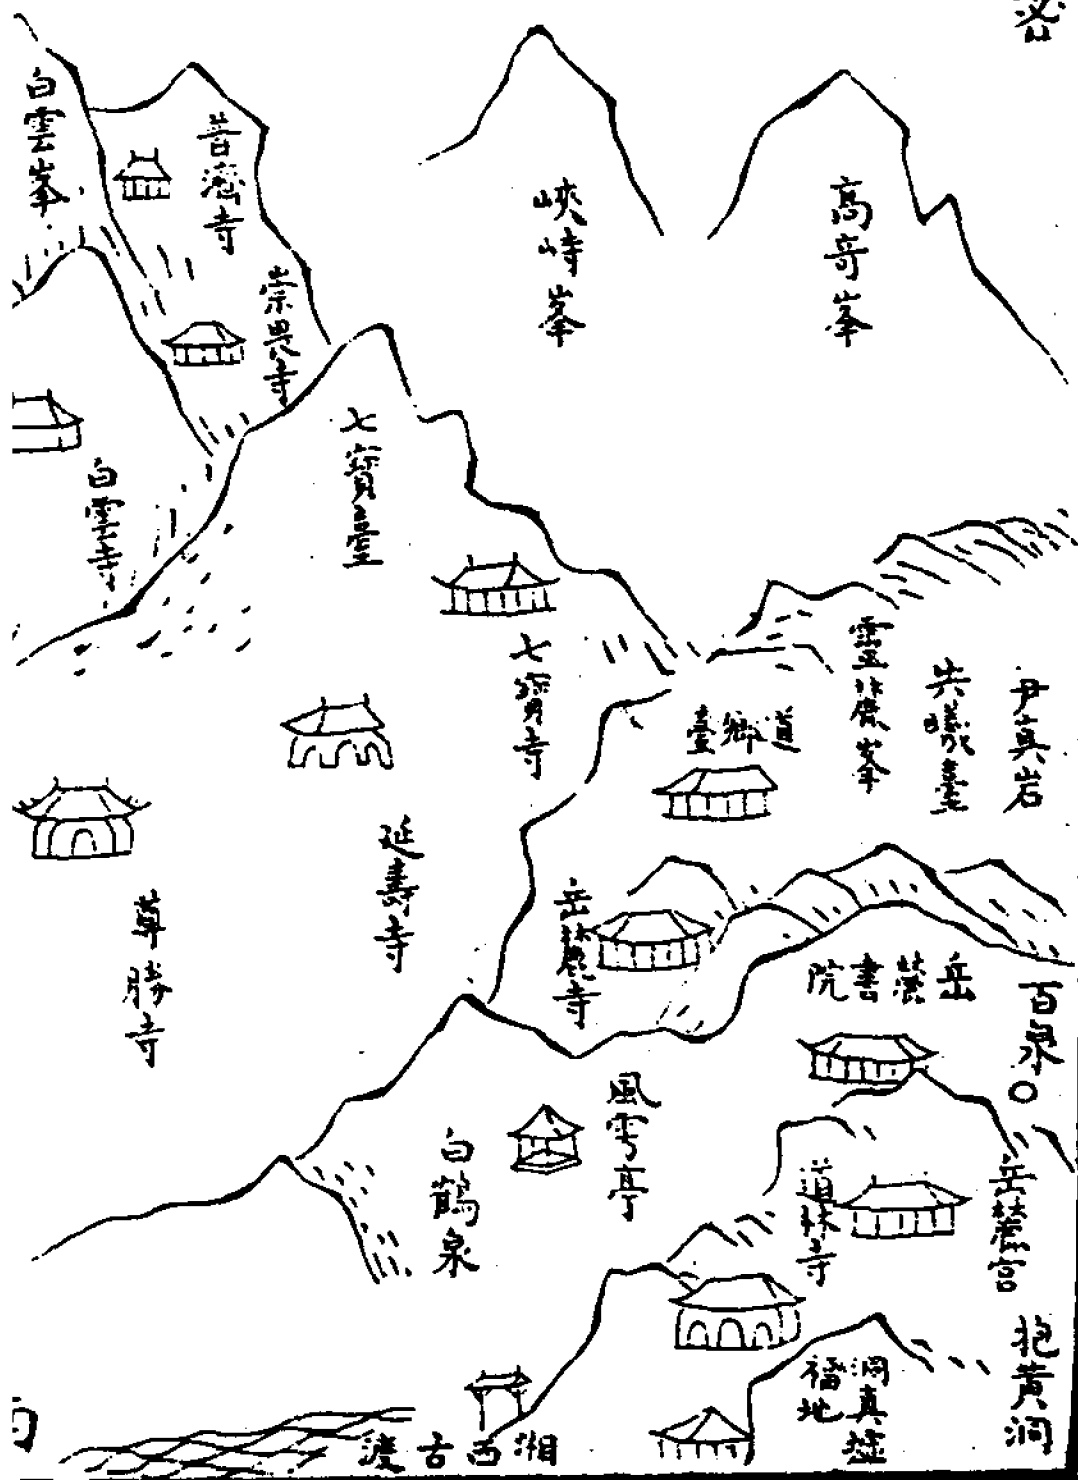 高奇峯
峽峙峯
普濟寺
白雲峯
崇恩寺
七寶臺
白雲寺
七寶寺
尹真岩
靈麓峯
道鄉臺
延壽寺
尊勝寺
岳麓寺
岳麓書院
百泉
風雩亭
白鶴泉
岳麓宮
道林寺
抱黃洞
洞真墟
福地
湘西古渡